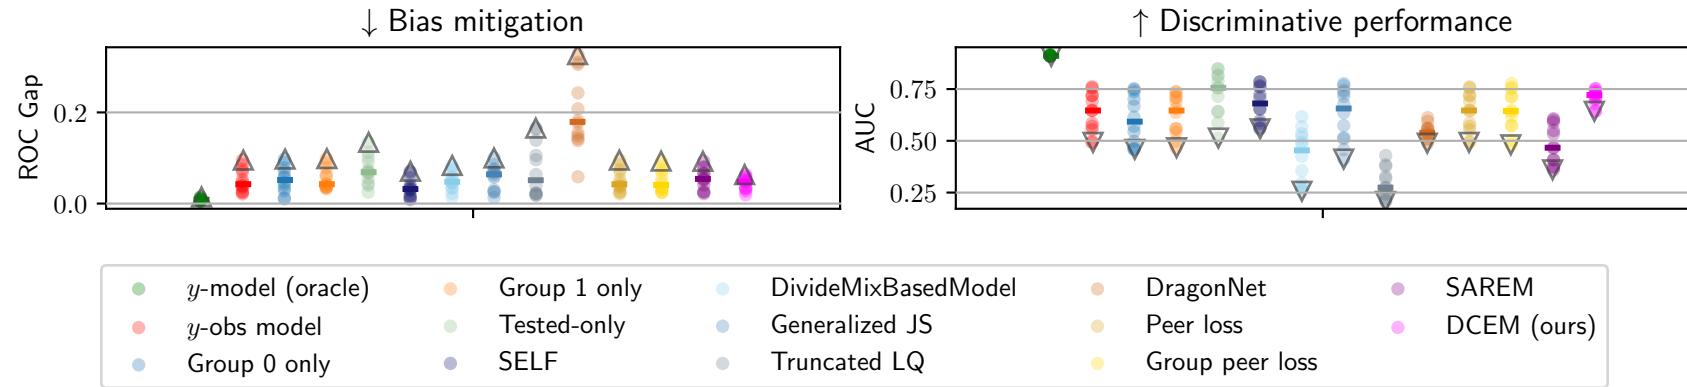 ↓ Bias mitigation
ROC Gap
0.2
0.0
↑ Discriminative performance
AUC
0.75
0.50
0.25
y-model (oracle)
y-obs model
Group 0 only
Group 1 only
Tested-only
SELF
DivideMixBasedModel
Generalized JS
Truncated LQ
DragonNet
Peer loss
Group peer loss
SAREM
DCEM (ours)